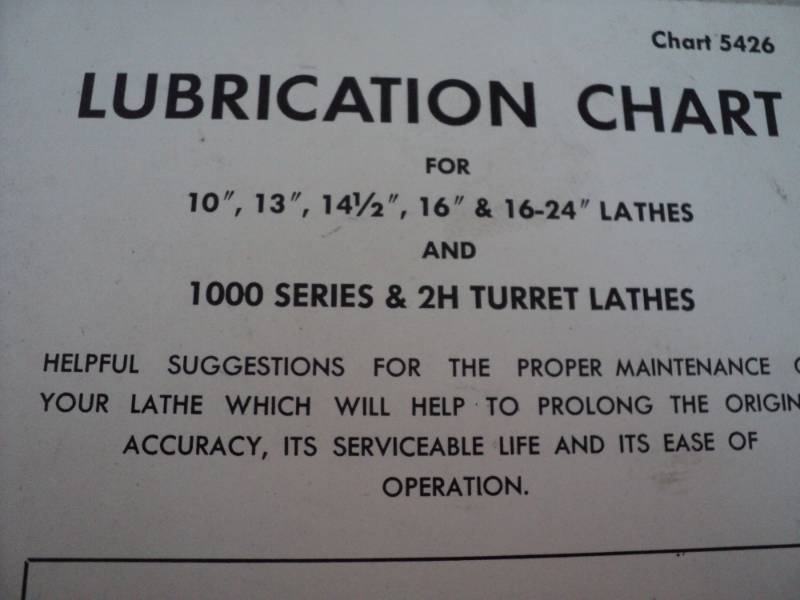 Chart 5426
LUBRICATION CHART
FOR
10", 13", 14½", 16" & 16-24" LATHES
AND
1000 SERIES & 2H TURRET LATHES
HELPFUL SUGGESTIONS FOR THE PROPER MAINTENANCE
YOUR LATHE WHICH WILL HELP TO PROLONG THE ORIGIN
ACCURACY, ITS SERVICEABLE LIFE AND ITS EASE OF
OPERATION.